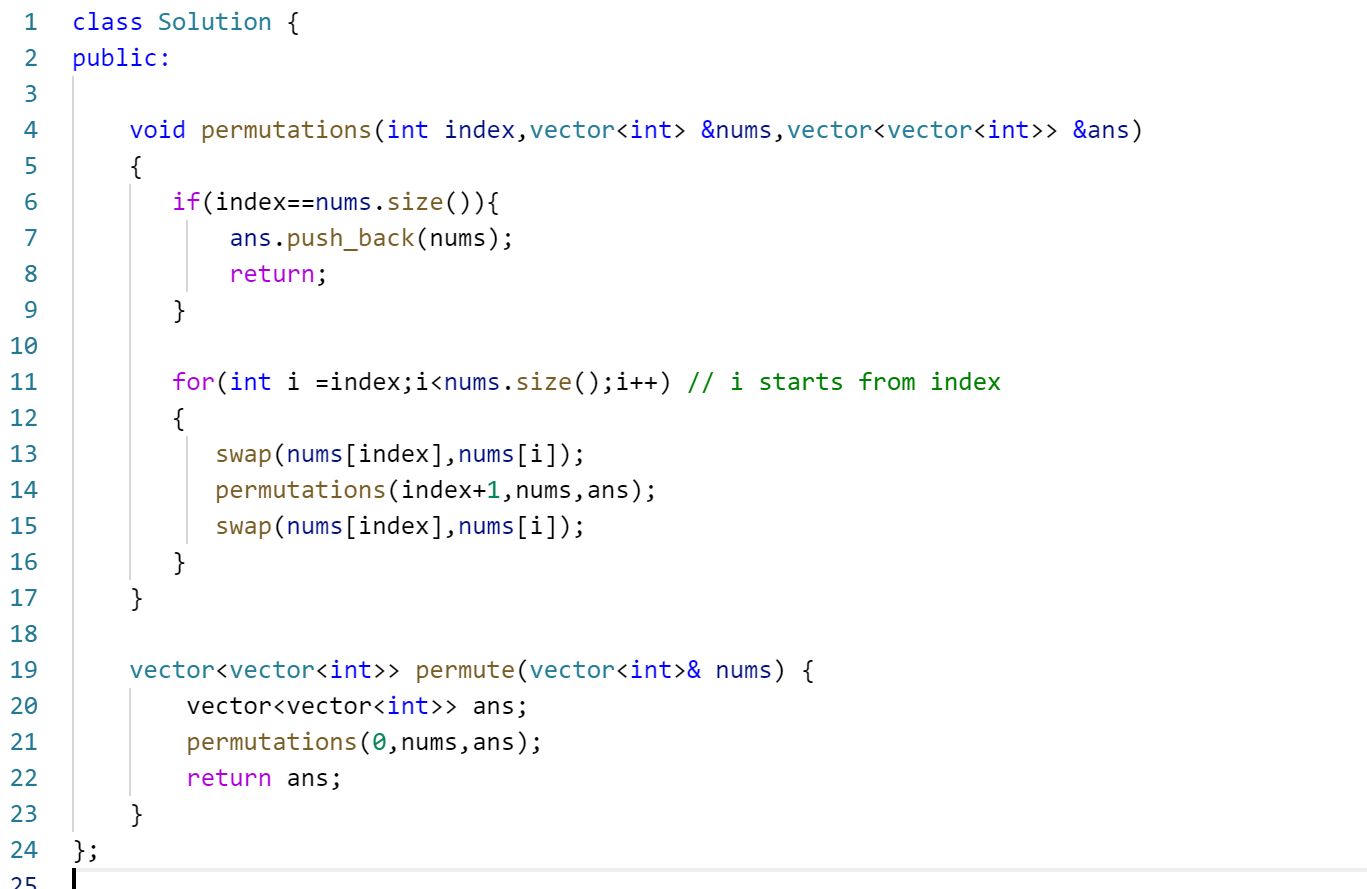 1 class Solution {
2 public:
3
4 void permutations(int index,vector<int> &nums,vector<vector<int>> &ans)
5 {
6 if(index==nums.size()){
7 ans.push_back(nums);
8 return;
9 }
10
11 for(int i =index;i<nums.size();i++) // i starts from index
12 {
13 swap(nums[index],nums[i]);
14 permutations(index+1,nums,ans);
15 swap(nums[index],nums[i]);
16 }
17 }
18
19 vector<vector<int>> permute(vector<int>& nums) {
20 vector<vector<int>> ans;
21 permutations(0,nums,ans);
22 return ans;
23 }
24 };
25